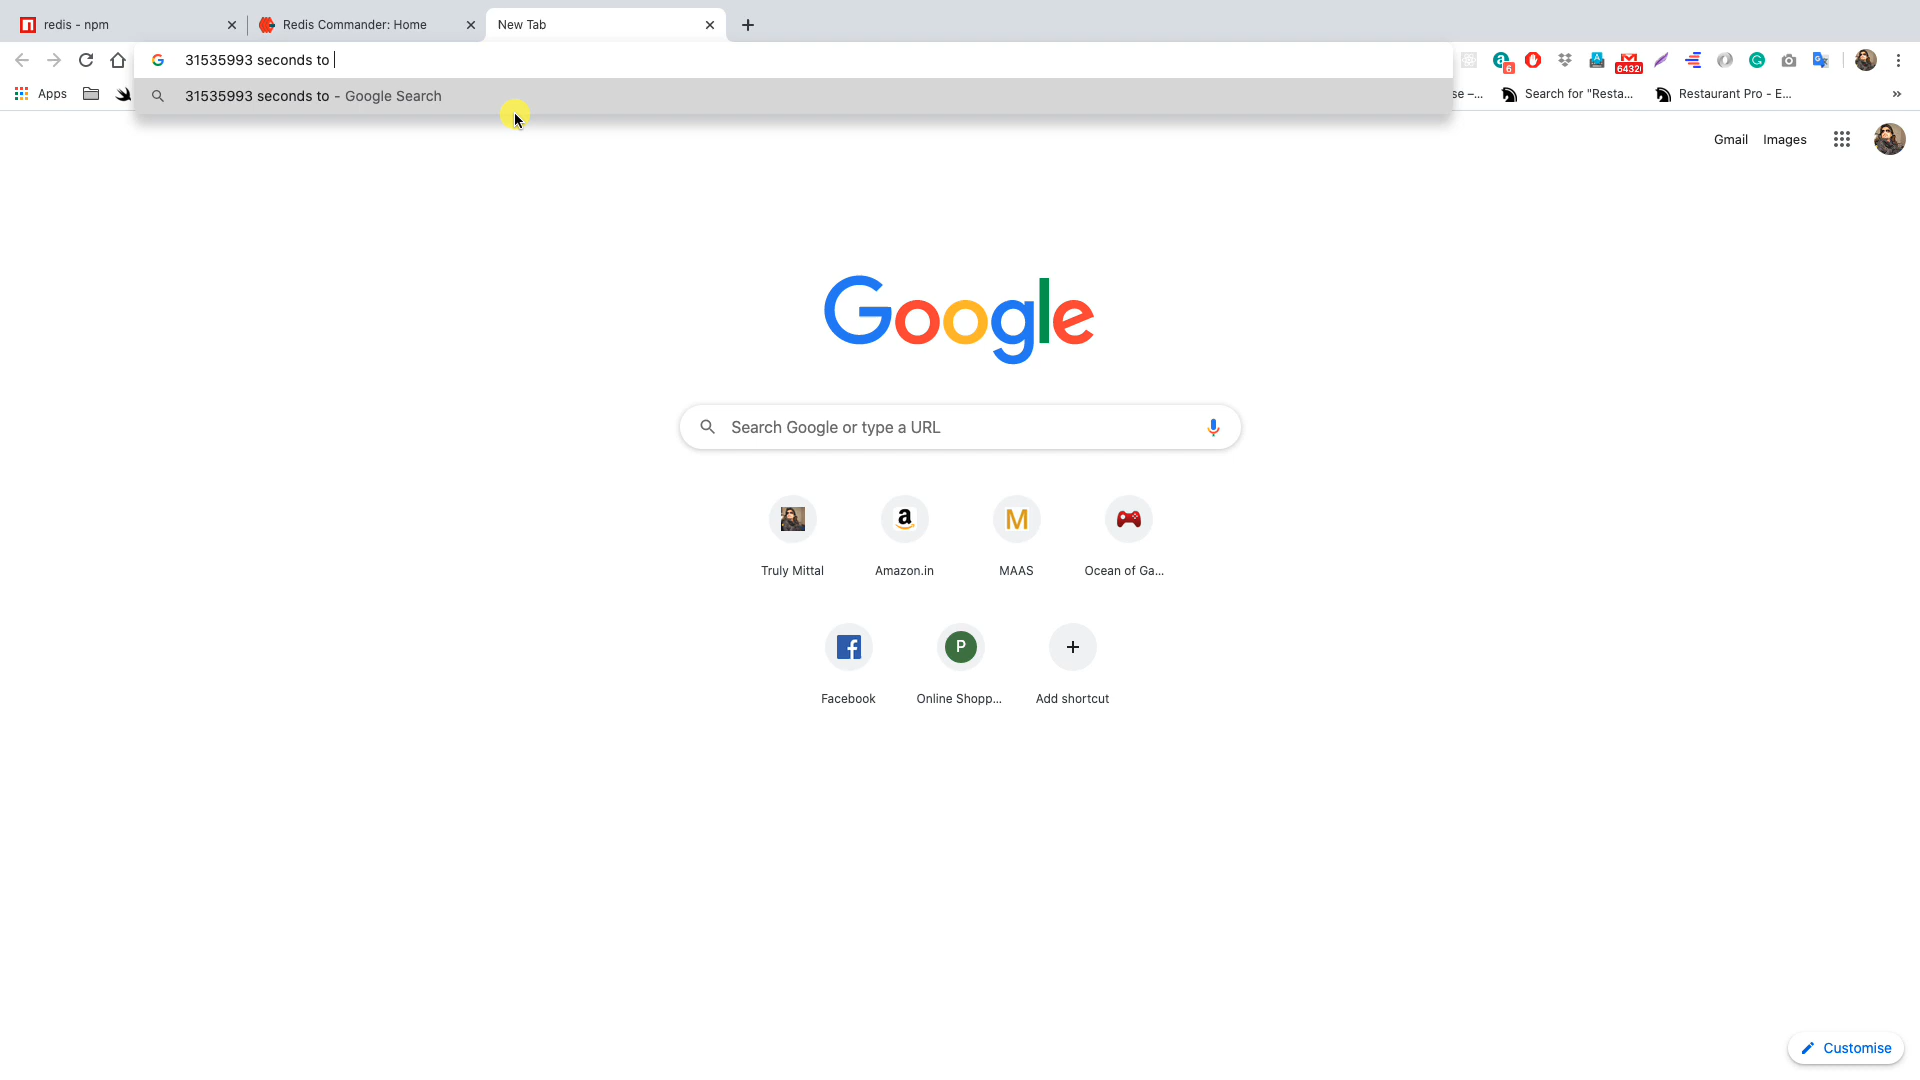 redis - npm
Redis Commander: Home
New Tab
31535993 seconds to
6
6432
Apps
31535993 seconds to - Google Search
se –...
Search for "Resta...
Restaurant Pro - E...
»
Gmail
Images
Google
Search Google or type a URL
a
M
Truly Mittal
Amazon.in
MAAS
Ocean of Ga...
f
P
Facebook
Online Shopp...
Add shortcut
Customise